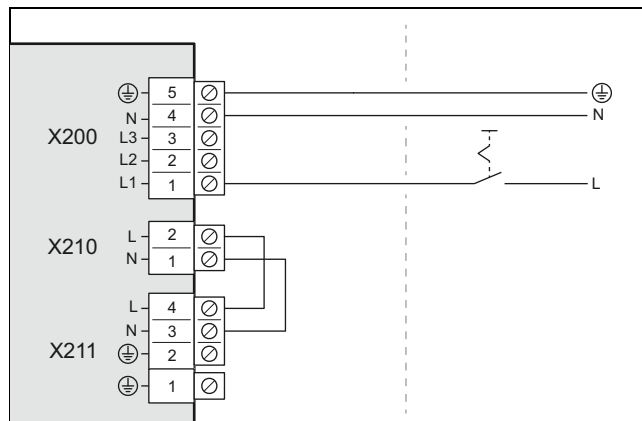 ⏚ 5 ⏚
N 4 N
X200 L3 3
L2 2
L1 1 L
L 2
X210 N 1
L 4
N 3
X211 ⏚ 2
⏚ 1